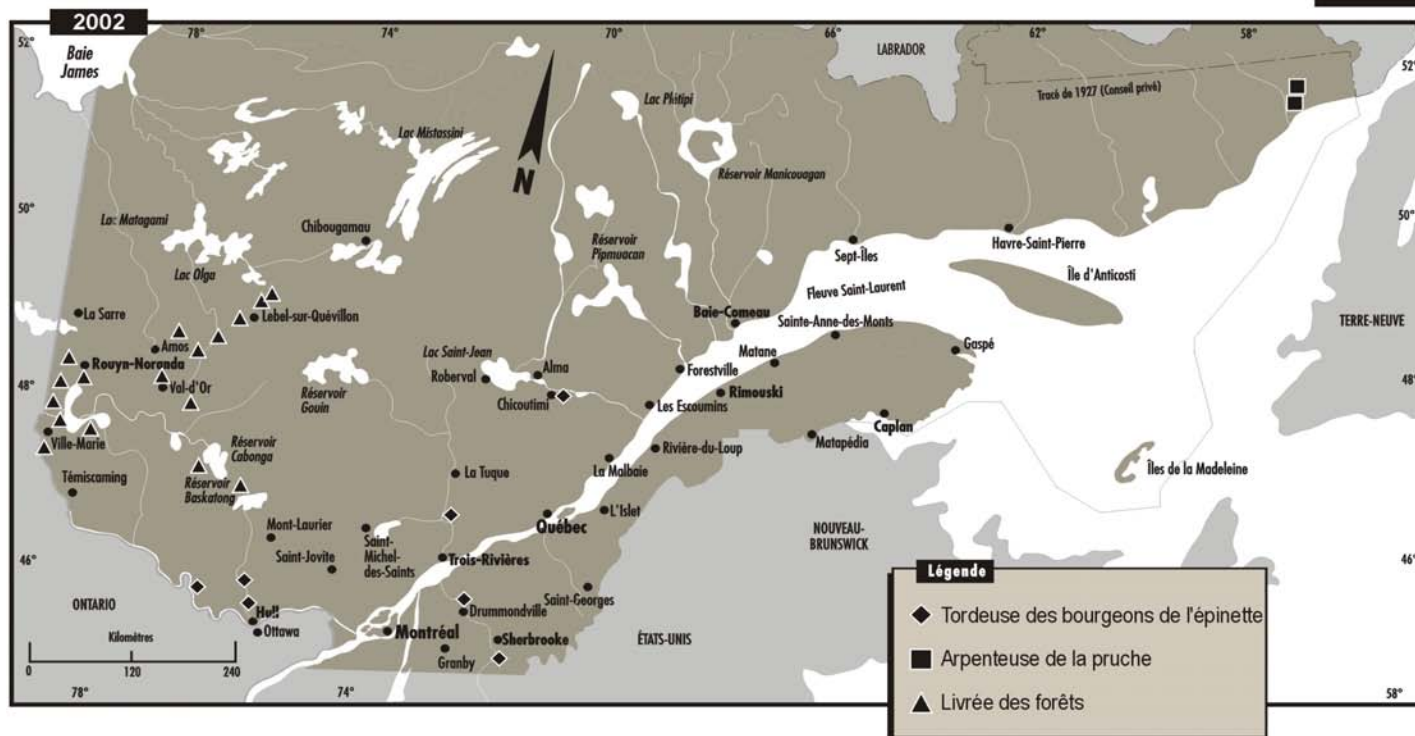 2002
78°
74°
70°
66°
62°
58°
52°
52°
Baie
James
LABRADOR
Tracé de 1927 (Conseil privé)
Lac Plétipi
Lac Mistassini
N
Réservoir Manicouagan
50°
50°
Lac Matagami
Chibougamau
Réservoir
Pipmuacan
Sept-Îles
Havre-Saint-Pierre
Lac Olga
Île d'Anticosti
Fleuve Saint-Laurent
La Sarre
Lebel-sur-Quévillon
Baie-Comeau
Sainte-Anne-des-Monts
TERRE-NEUVE
Amos
Lac Saint-Jean
Matane
Gaspé
Rouyn-Noranda
Alma
Forestville
48°
48°
Val-d'Or
Réservoir
Gouin
Roberval
Chicoutimi
Rimouski
Les Escoumins
Caplan
Ville-Marie
Réservoir
Cabonga
Matapédia
Rivière-du-Loup
La Malbaie
Îles de la Madeleine
Témiscaming
Réservoir
Baskatong
La Tuque
L'Islet
Québec
Mont-Laurier
Saint-
Michel-
des-Saints
NOUVEAU-
BRUNSWICK
Saint-Jovite
Trois-Rivières
46°
46°
Saint-Georges
ONTARIO
Hull
Ottawa
Drummondville
Montréal
Sherbrooke
ÉTATS-UNIS
Granby
Kilomètres
0
120
240
78°
74°
58°
Légende
Tordeuse des bourgeons de l'épinette
Arpenteuse de la pruche
Livrée des forêts